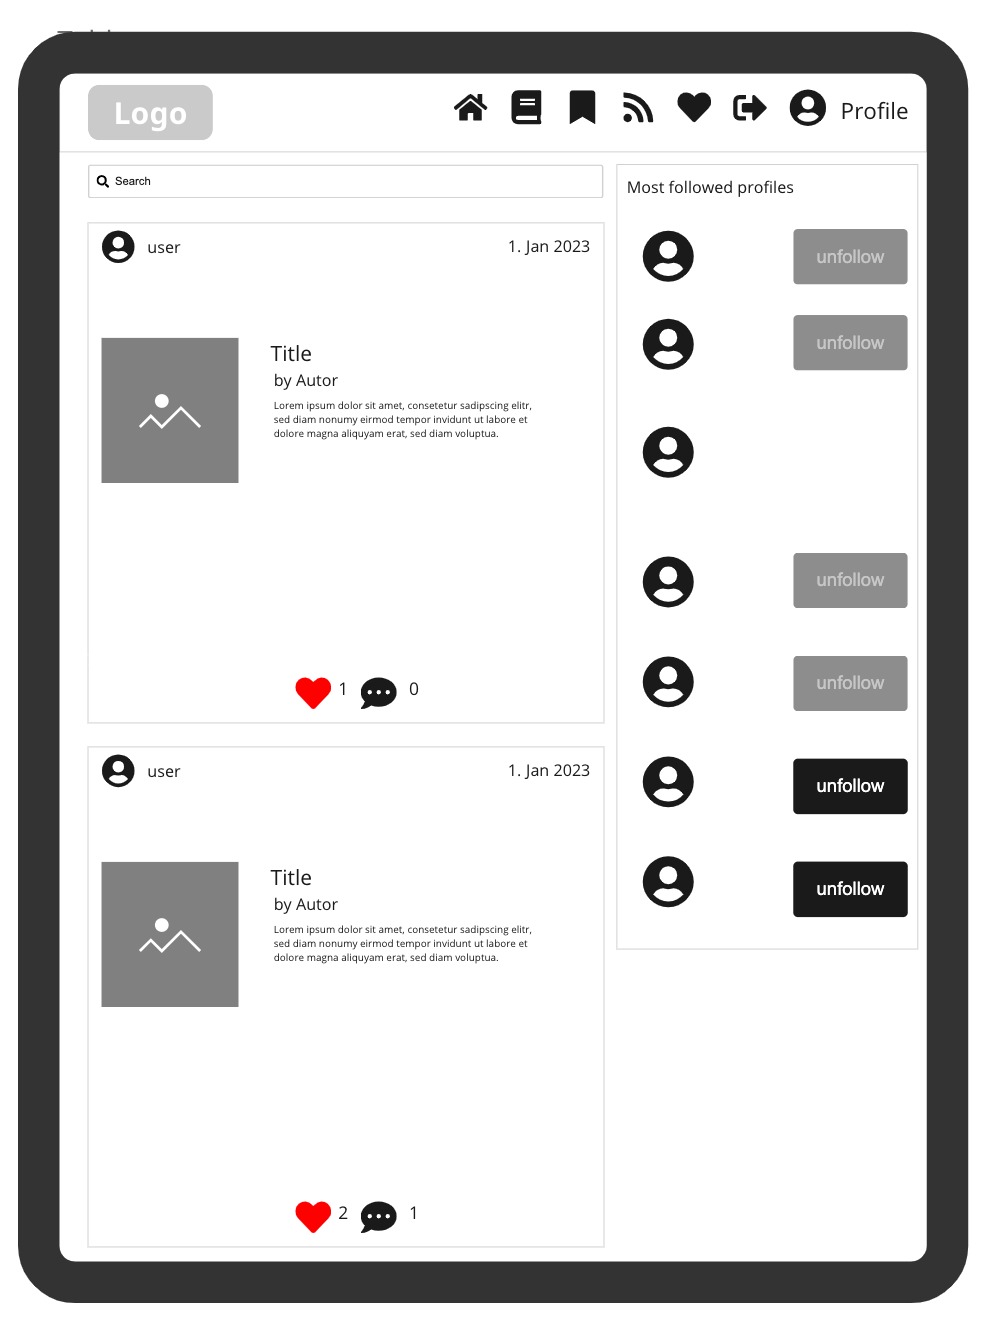 Logo
Profile
Search
Most followed profiles
user
1. Jan 2023
unfollow
unfollow
Title
by Autor
Lorem ipsum dolor sit amet, consetetur sadipscing elitr,
sed diam nonumy eirmod tempor invidunt ut labore et
dolore magna aliquyam erat, sed diam voluptua.
unfollow
unfollow
1
0
user
1. Jan 2023
unfollow
unfollow
Title
by Autor
Lorem ipsum dolor sit amet, consetetur sadipscing elitr,
sed diam nonumy eirmod tempor invidunt ut labore et
dolore magna aliquyam erat, sed diam voluptua.
2
1